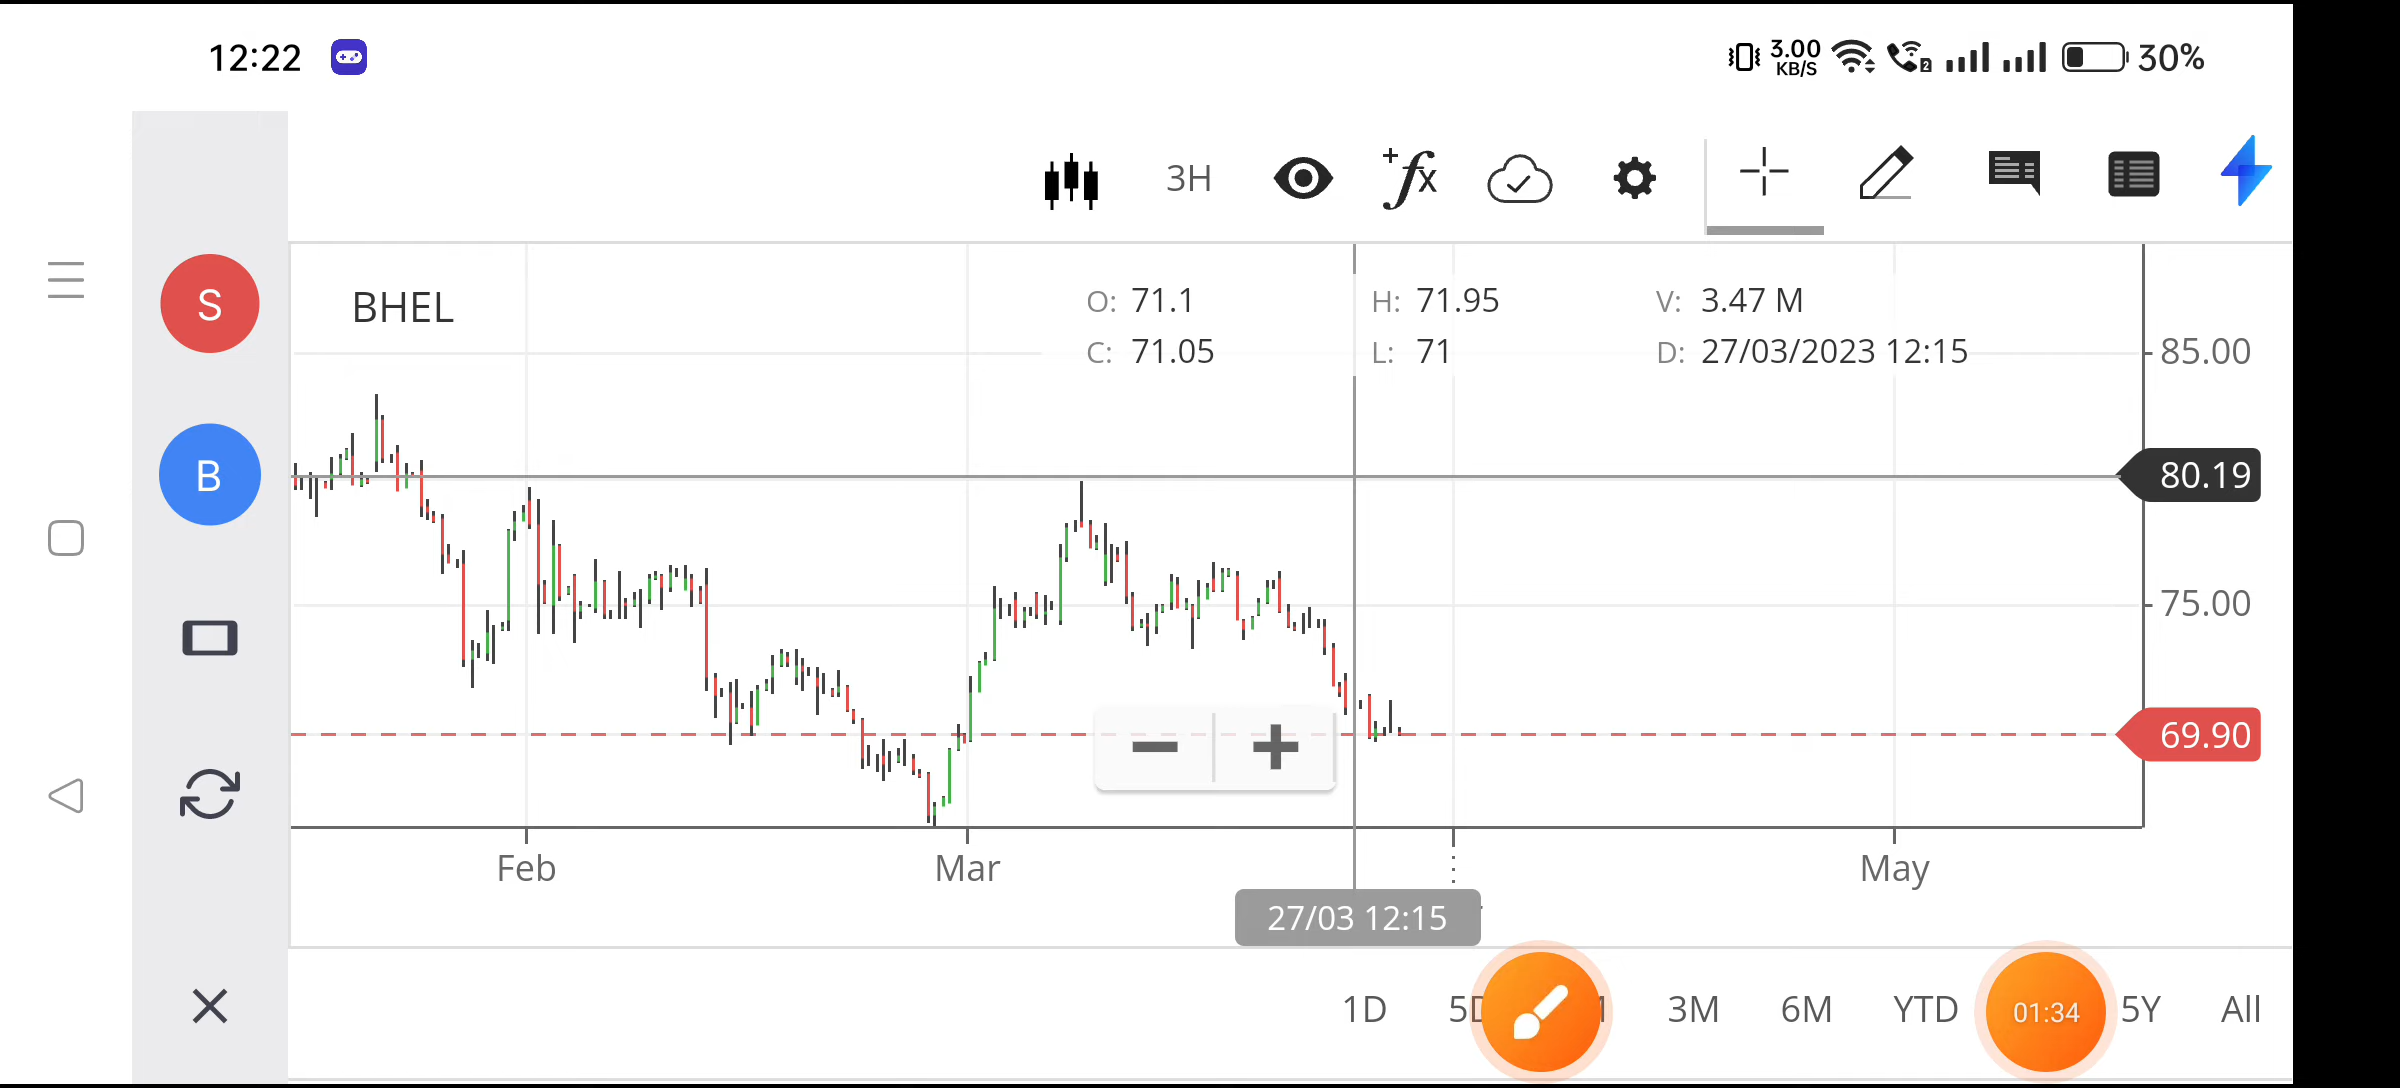 12:22
3.00
KB/S
2
30%
3H
+fx
S
B
BHEL
O: 71.1 H: 71.95 V: 3.47 M
C: 71.05 L: 71 D: 27/03/2023 12:15
85.00
80.19
75.00
69.90
Feb Mar May
27/03 12:15
1D 3M 6M YTD 01:34 5Y All